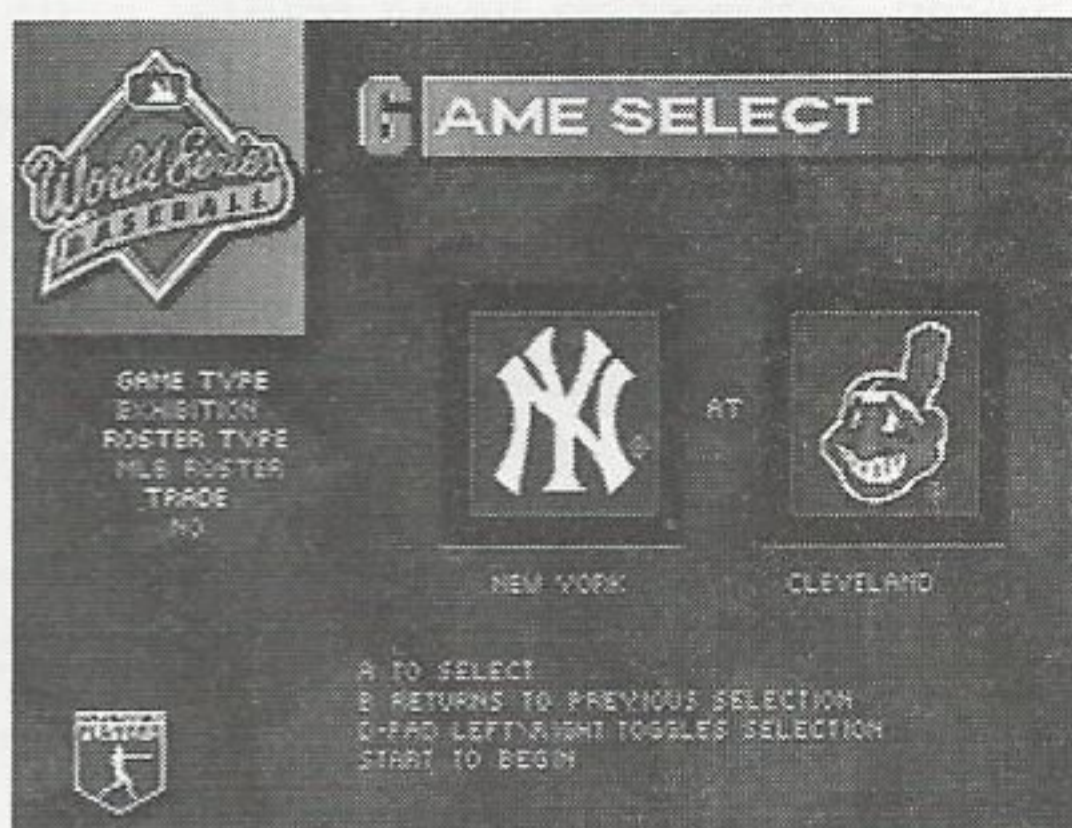 World Series
BASEBALL
GAME SELECT
GAME TYPE
EXHIBITION
ROSTER TYPE
MLB ROSTER
TRADE
NO
NY
AT
NEW YORK
CLEVELAND
A TO SELECT
B RETURNS TO PREVIOUS SELECTION
D-PAD LEFT\RIGHT TOGGLES SELECTION
START TO BEGIN